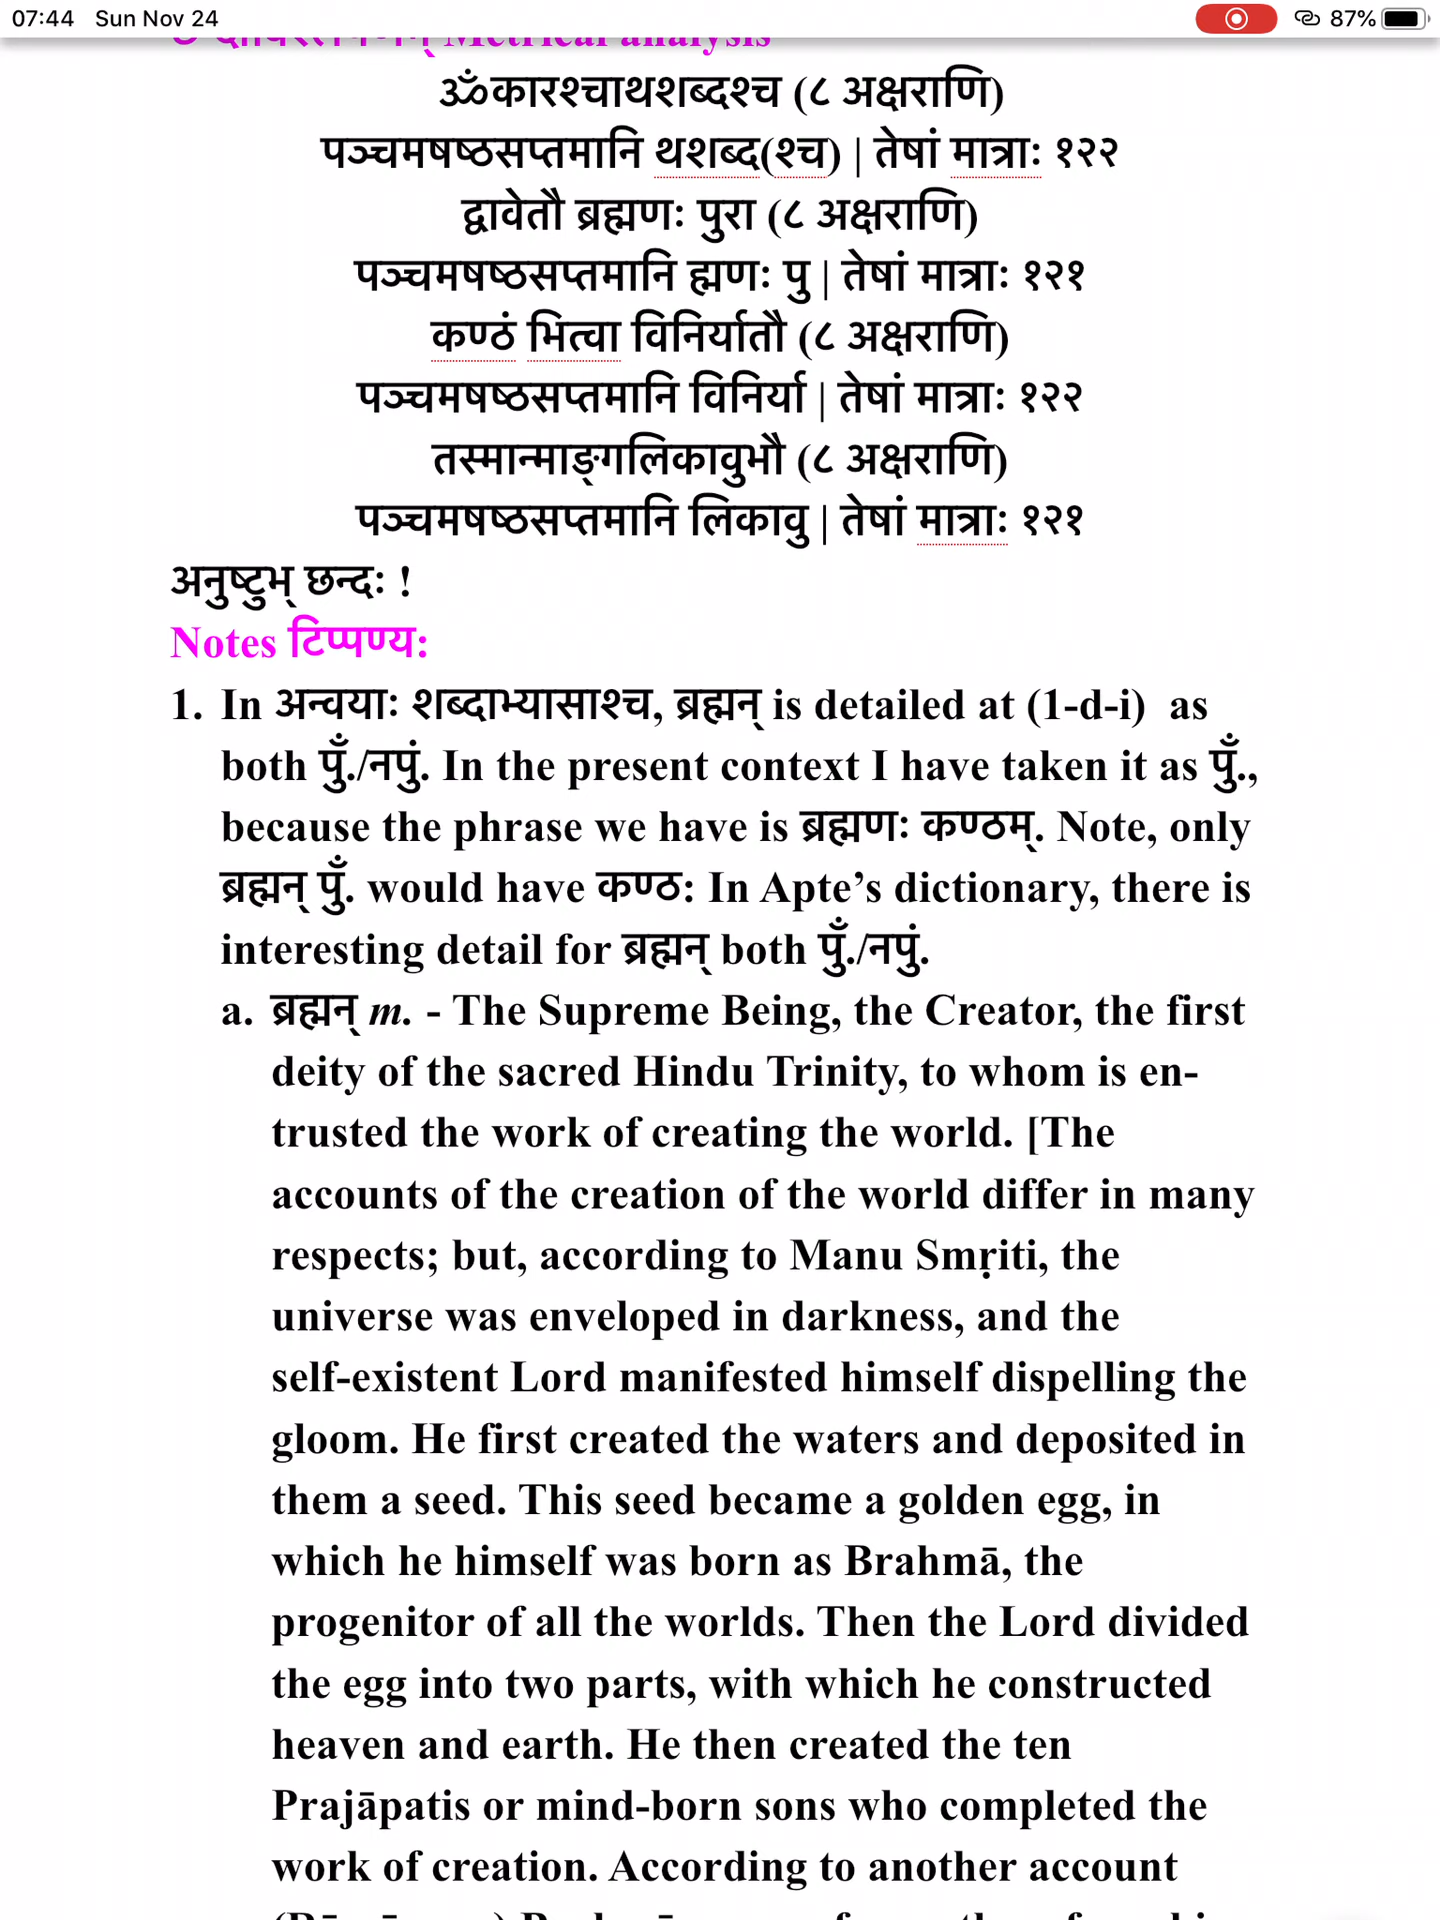 07:44 Sun Nov 24 87%
Metrical analysis
ॐकारश्चाथशब्दश्च (८ अक्षराणि)
पञ्चमषष्ठसप्तमानि थशब्द(श्च) | तेषां मात्राः १२२
द्वावेतौ ब्रह्मणः पुरा (८ अक्षराणि)
पञ्चमषष्ठसप्तमानि ह्मणः पु | तेषां मात्राः १२१
कण्ठं भित्वा विनिर्यातौ (८ अक्षराणि)
पञ्चमषष्ठसप्तमानि विनिर्या | तेषां मात्राः १२२
तस्मान्माङ्गलिकावुभौ (८ अक्षराणि)
पञ्चमषष्ठसप्तमानि लिकावु | तेषां मात्राः १२१
अनुष्टुभ् छन्दः !
Notes टिप्पण्य:
1. In अन्वयाः शब्दाभ्यासाश्च, ब्रह्मन् is detailed at (1-d-i) as
both पुँ./नपुं. In the present context I have taken it as पुँ.,
because the phrase we have is ब्रह्मणः कण्ठम्. Note, only
ब्रह्मन् पुँ. would have कण्ठ: In Apte’s dictionary, there is
interesting detail for ब्रह्मन् both पुँ./नपुं.
a. ब्रह्मन् m. - The Supreme Being, the Creator, the first
deity of the sacred Hindu Trinity, to whom is en-
trusted the work of creating the world. [The
accounts of the creation of the world differ in many
respects; but, according to Manu Smṛiti, the
universe was enveloped in darkness, and the
self-existent Lord manifested himself dispelling the
gloom. He first created the waters and deposited in
them a seed. This seed became a golden egg, in
which he himself was born as Brahmā, the
progenitor of all the worlds. Then the Lord divided
the egg into two parts, with which he constructed
heaven and earth. He then created the ten
Prajāpatis or mind-born sons who completed the
work of creation. According to another account